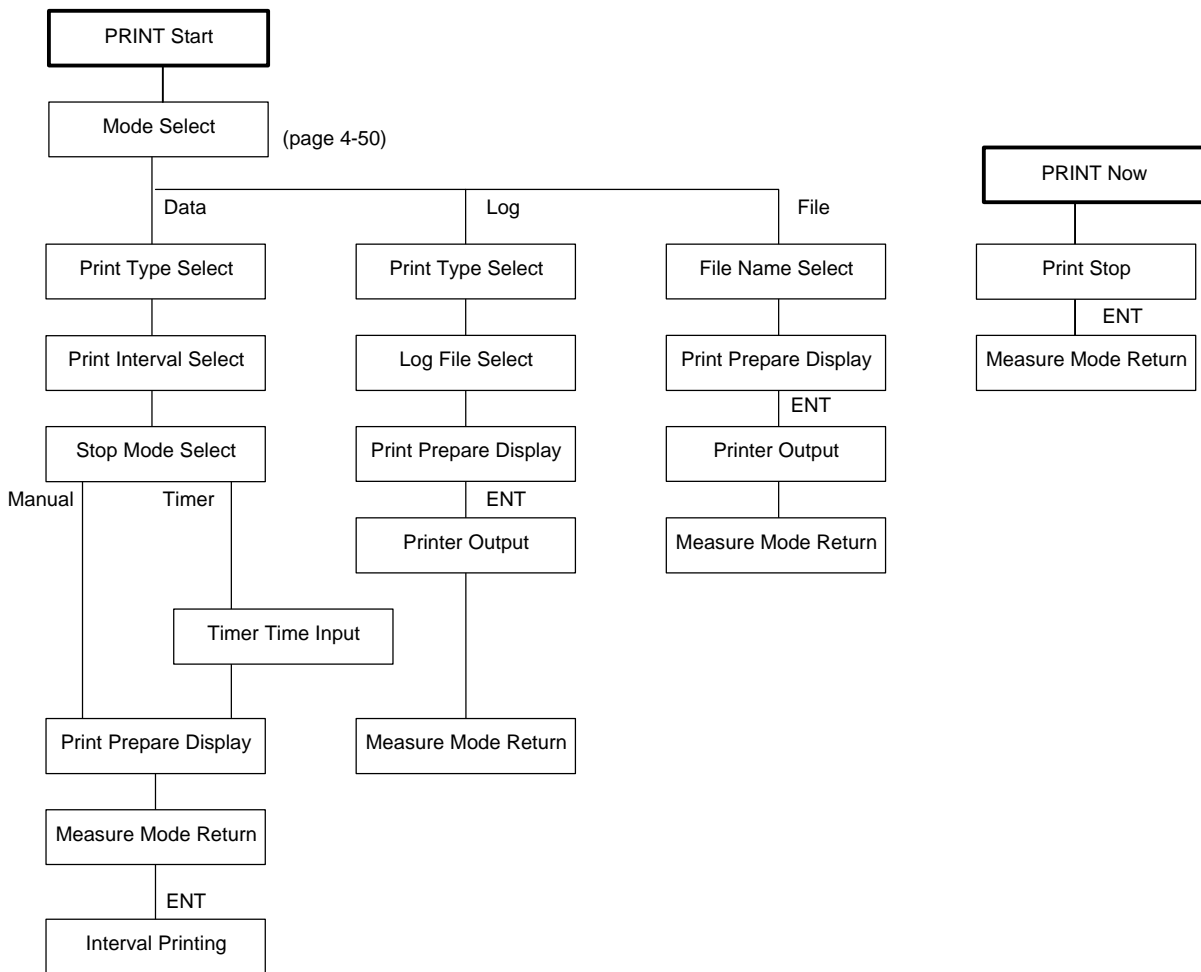 PRINT Start
Mode Select
(page 4-50)
PRINT Now
Data
Log
File
Print Type Select
Print Type Select
File Name Select
Print Stop
ENT
Print Interval Select
Log File Select
Print Prepare Display
Measure Mode Return
ENT
Stop Mode Select
Print Prepare Display
Printer Output
Manual
Timer
ENT
Printer Output
Measure Mode Return
Timer Time Input
Print Prepare Display
Measure Mode Return
Measure Mode Return
ENT
Interval Printing